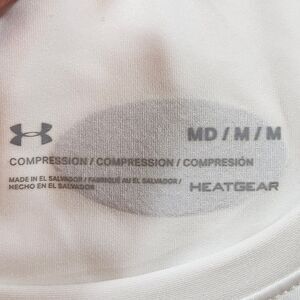 MD / M / M
COMPRESSION / COMPRESSION / COMPRESIÓN
MADE IN EL SALVADOR / FABRIQUÉ AU EL SALVADOR /
HECHO EN EL SALVADOR
HEATGEAR